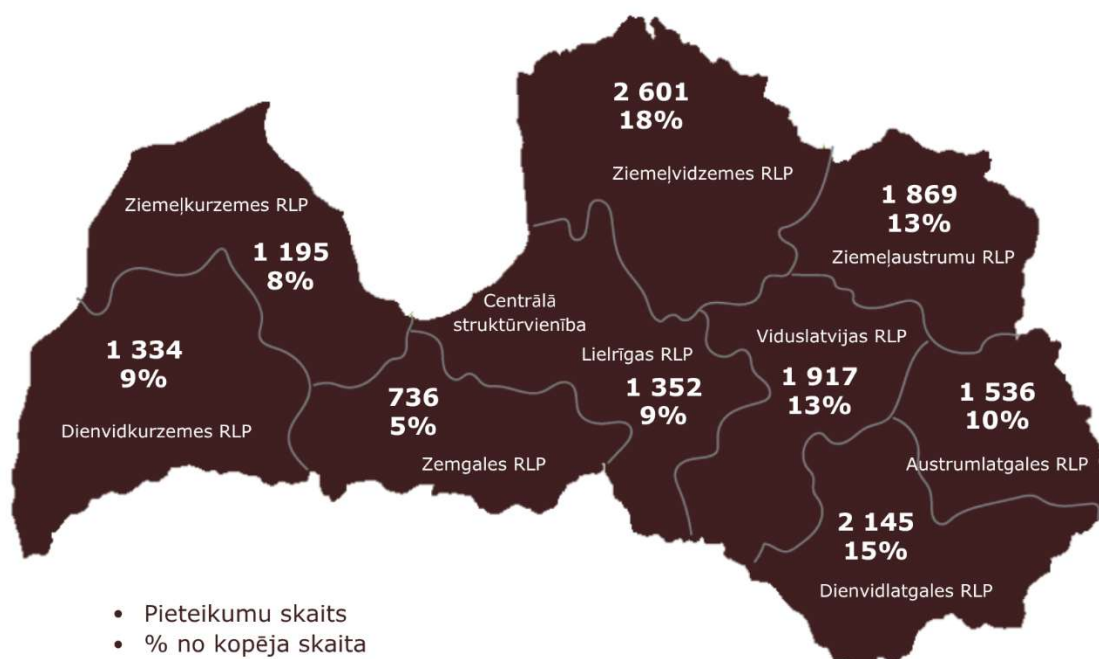 2 601
18%
Ziemeļvidzemes RLP
1 869
13%
Ziemeļaustrumu RLP
Ziemeļkurzemes RLP
1 195
8%
Centrālā
struktūrvienība
Lielrīgas RLP
1 352
9%
Viduslatvijas RLP
1 917
13%
1 334
9%
Dienvidkurzemes RLP
736
5%
Zemgales RLP
1 536
10%
Austrumlatgales RLP
2 145
15%
Dienvidlatgales RLP
• Pieteikumu skaits
• % no kopēja skaita